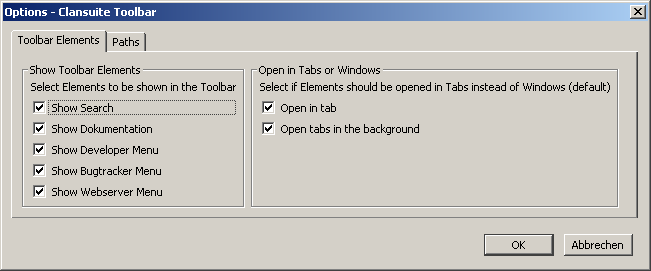 Options - Clansuite Toolbar
Toolbar Elements
Paths
Show Toolbar Elements
Select Elements to be shown in the Toolbar
Show Search
Show Dokumentation
Show Developer Menu
Show Bugtracker Menu
Show Webserver Menu
Open in Tabs or Windows
Select if Elements should be opened in Tabs instead of Windows (default)
Open in tab
Open tabs in the background
OK
Abbrechen